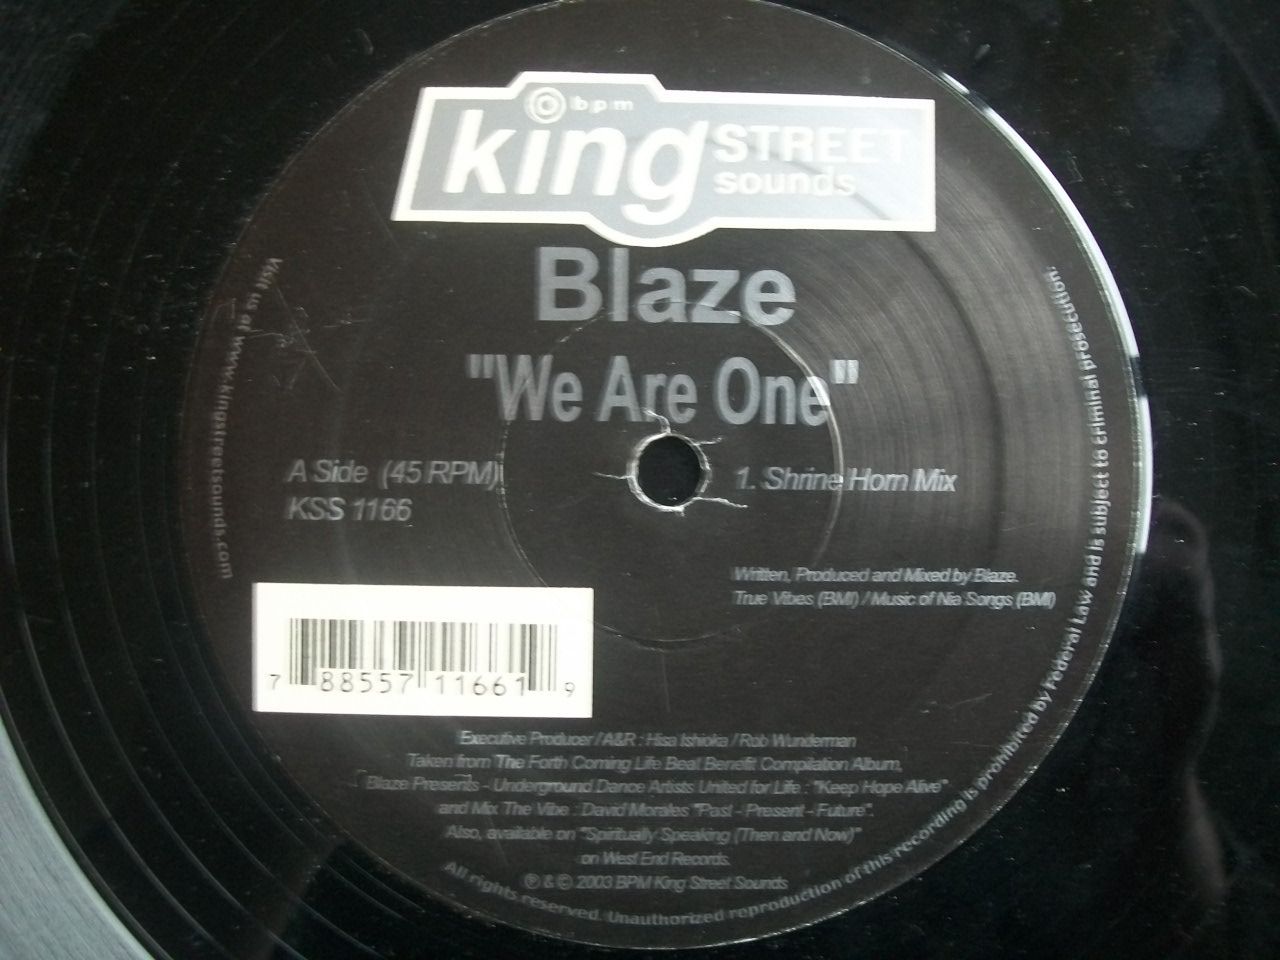 bpm
king STREET sounds
Blaze
"We Are One"
A Side (45 RPM)
KSS 1166
1. Shrine Horn Mix
Written, Produced and Mixed by Blaze.
True Vibes (BMI) / Music of Nia Songs (BMI)
7 88557 11661 9
Executive Producer / A&R : Hisa Ishioka / Rob Wunderman
Taken from The Forth Coming Life Beat Benefit Compilation Album,
Blaze Presents - Underground Dance Artists United for Life : "Keep Hope Alive"
and Mix The Vibe : David Morales "Past - Present - Future".
Also, available on "Spiritually Speaking (Then and Now)"
on West End Records.
℗ & © 2003 BPM King Street Sounds
Visit us at www.kingstreetsounds.com
All rights reserved. Unauthorized reproduction of this recording is prohibited by Federal Law and is subject to criminal prosecution.